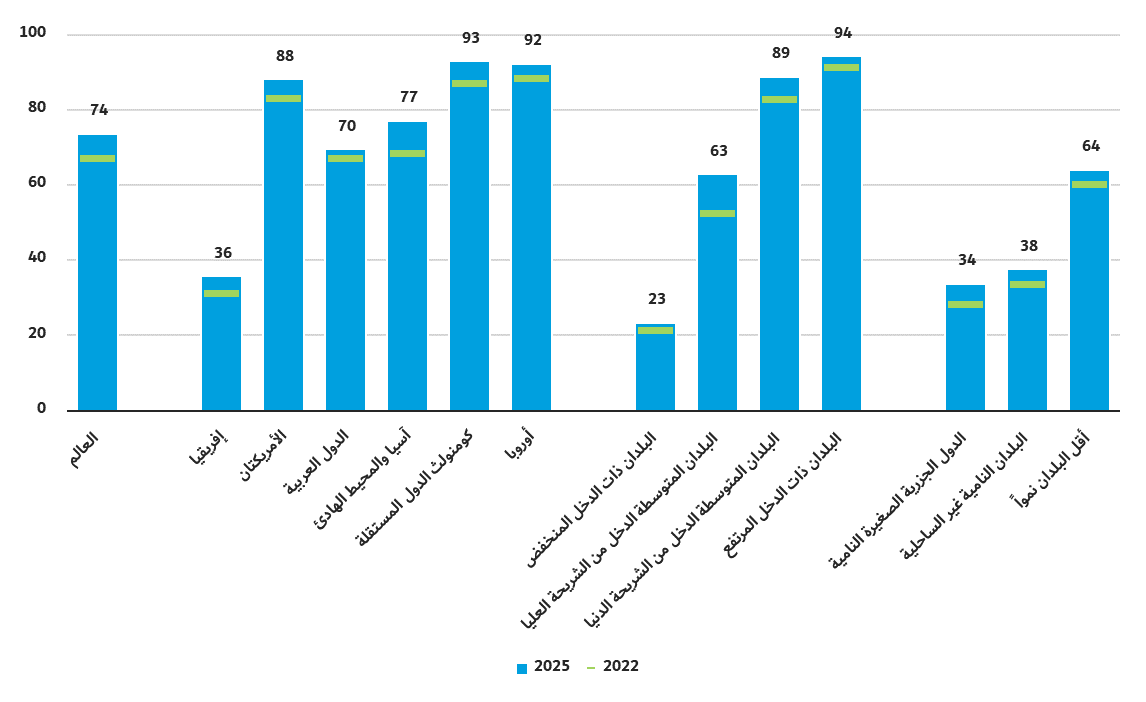 100
80
60
40
20
0
74
36
88
70
77
93
92
23
63
89
94
34
38
64
العالم
إفريقيا
الأمريكتان
الدول العربية
آسيا والمحيط الهادئ
كومنولث الدول المستقلة
أوروبا
البلدان ذات الدخل المنخفض
البلدان المتوسطة الدخل من الشريحة العليا
البلدان المتوسطة الدخل من الشريحة الدنيا
البلدان ذات الدخل المرتفع
الدول الجزرية الصغيرة النامية
البلدان النامية غير الساحلية
أقل البلدان نمواً
2025 2022